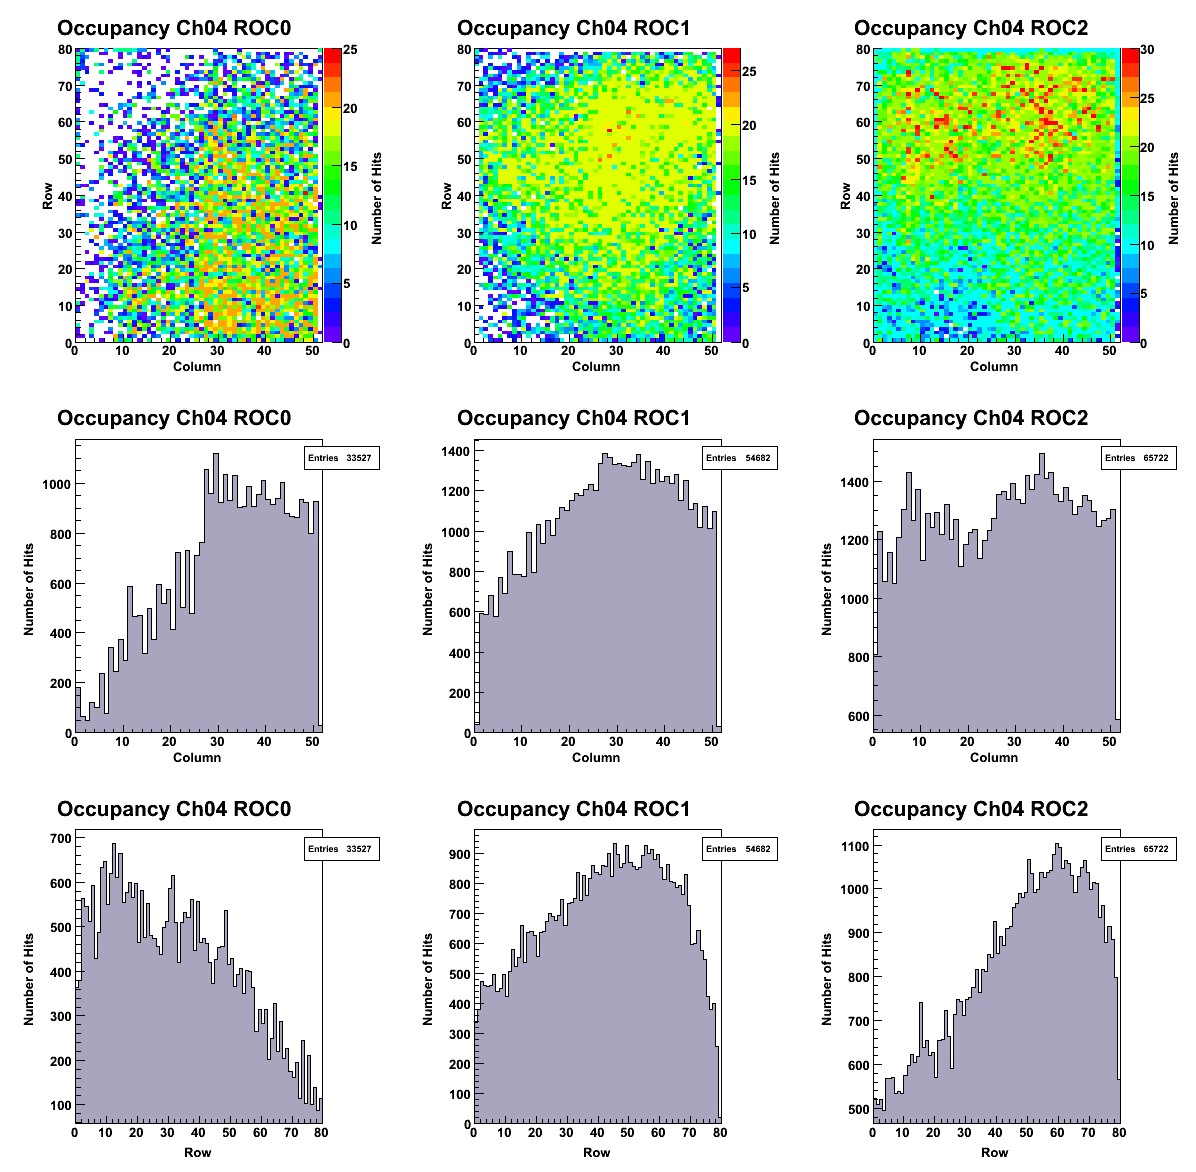 Occupancy Ch04 ROC0
80
70
60
50
40
30
20
10
0
Row
0 10 20 30 40 50
Column
25
20
15
10
5
0
Number of Hits
Occupancy Ch04 ROC1
80
70
60
50
40
30
20
10
0
Row
0 10 20 30 40 50
Column
25
20
15
10
5
0
Number of Hits
Occupancy Ch04 ROC2
80
70
60
50
40
30
20
10
0
Row
0 10 20 30 40 50
Column
30
25
20
15
10
5
0
Number of Hits
Occupancy Ch04 ROC0
Entries 33527
1000
800
600
400
200
0
Number of Hits
0 10 20 30 40 50
Column
Occupancy Ch04 ROC1
Entries 54682
1400
1200
1000
800
600
400
200
0
Number of Hits
0 10 20 30 40 50
Column
Occupancy Ch04 ROC2
Entries 65722
1400
1200
1000
800
600
Number of Hits
0 10 20 30 40 50
Column
Occupancy Ch04 ROC0
Entries 33527
700
600
500
400
300
200
100
Number of Hits
0 10 20 30 40 50 60 70 80
Row
Occupancy Ch04 ROC1
Entries 54682
900
800
700
600
500
400
300
200
100
0
Number of Hits
0 10 20 30 40 50 60 70 80
Row
Occupancy Ch04 ROC2
Entries 65722
1100
1000
900
800
700
600
500
Number of Hits
0 10 20 30 40 50 60 70 80
Row